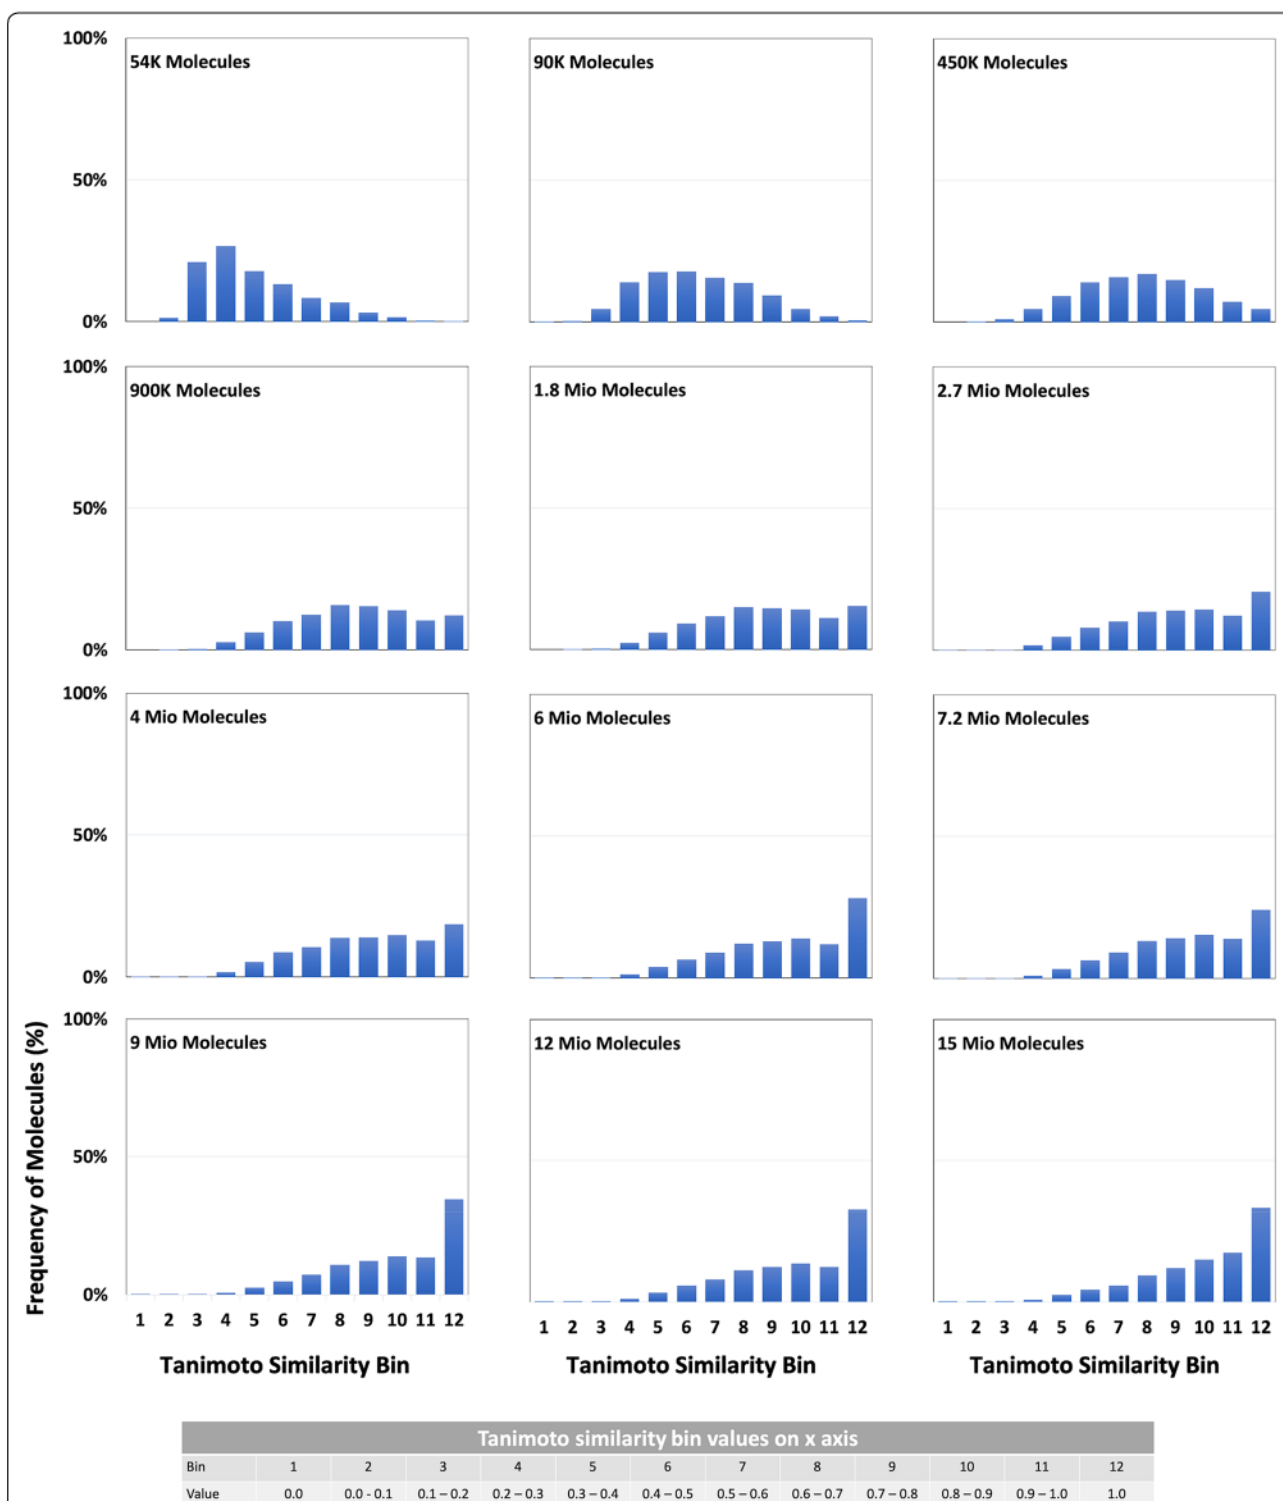 100%
54K Molecules
90K Molecules
450K Molecules
50%
0%
100%
900K Molecules
1.8 Mio Molecules
2.7 Mio Molecules
50%
0%
100%
4 Mio Molecules
6 Mio Molecules
7.2 Mio Molecules
50%
0%
Frequency of Molecules (%)
100%
9 Mio Molecules
12 Mio Molecules
15 Mio Molecules
50%
0%
1 2 3 4 5 6 7 8 9 10 11 12
1 2 3 4 5 6 7 8 9 10 11 12
1 2 3 4 5 6 7 8 9 10 11 12
Tanimoto Similarity Bin
Tanimoto Similarity Bin
Tanimoto Similarity Bin
Tanimoto similarity bin values on x axis
Bin 1 2 3 4 5 6 7 8 9 10 11 12
Value 0.0 0.0 - 0.1 0.1 – 0.2 0.2 – 0.3 0.3 – 0.4 0.4 – 0.5 0.5 – 0.6 0.6 – 0.7 0.7 – 0.8 0.8 – 0.9 0.9 – 1.0 1.0